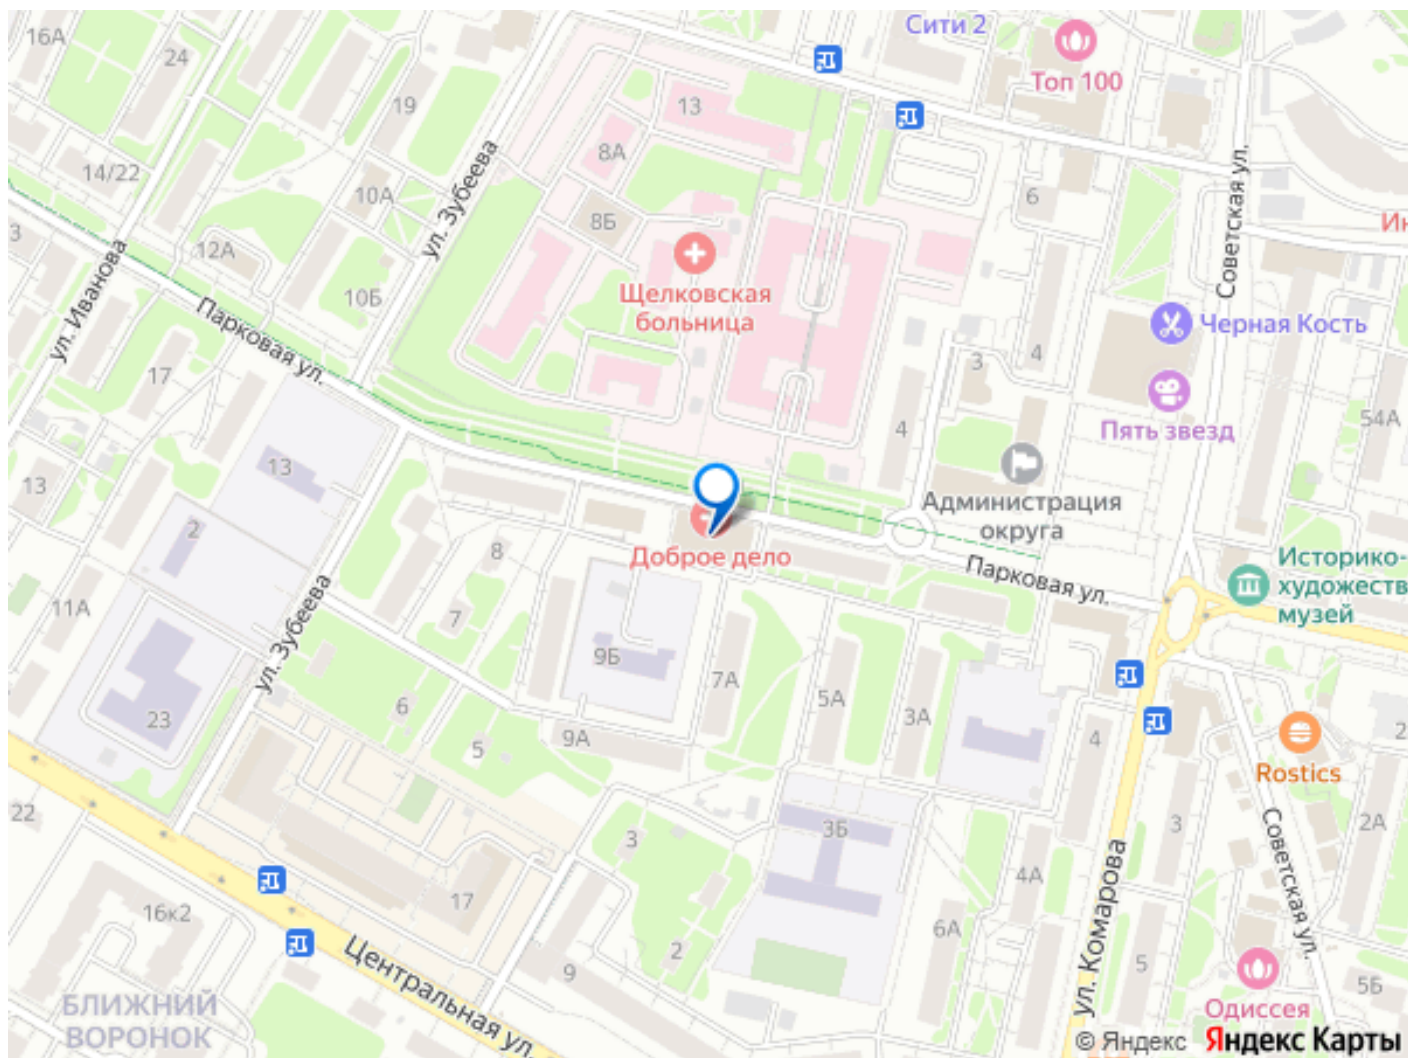 Сити 2
16А
24
Топ 100
19
13
8А
14/22
10А
6
ул. Зубеева
Советская ул.
8Б
3
12А
Ин
ул. Иванова
10Б
Щелковская
больница
Черная Кость
Парковая ул.
4
3
17
54А
Пять звезд
4
13
13
Администрация
округа
2
8
Доброе дело
Парковая ул.
Историко-
художеств
музей
11А
7
ул. Зубеева
9Б
7А
5А
3А
6
23
5
9А
4
2
Rostics
22
3
3Б
3
2А
Советская ул.
4А
17
16к2
6А
ул. Комарова
2
9
5
5Б
Центральная ул.
БЛИЖНИЙ
ВОРОНОК
Одиссея
© Яндекс Яндекс Карты